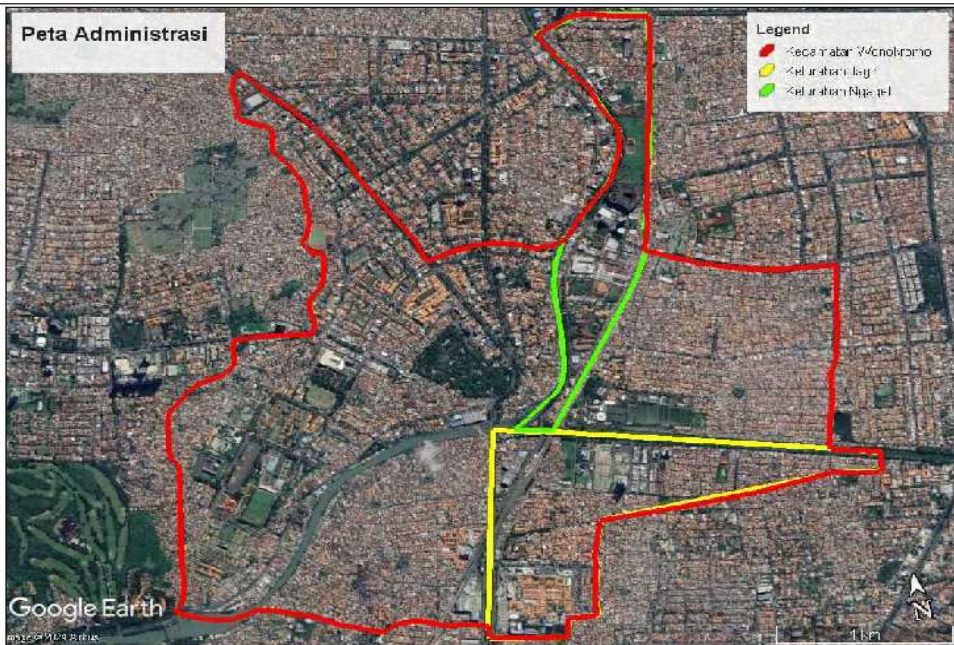 Peta Administrasi
Legend
Kecamatan Wonokromo
Kelurahan Jagir
Kelurahan Ngagel
Google Earth
N
1 km